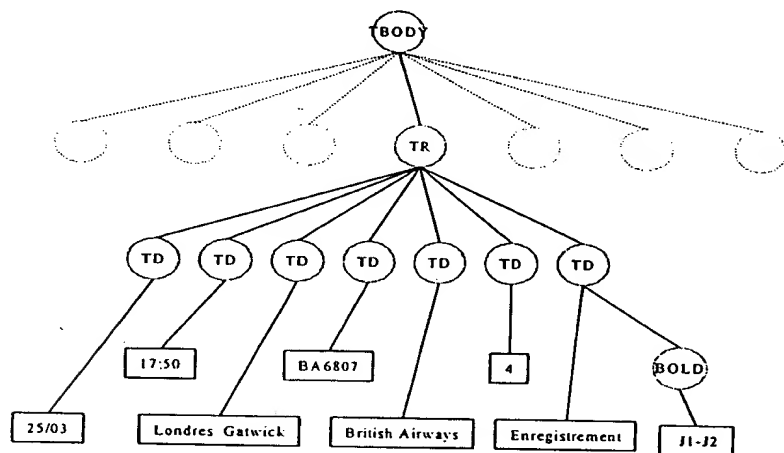 TBODY
TR
TD TD TD TD TD TD TD
17:50 BA6807 4 BOLD
25/03 Londres Gatwick British Airways Enregistrement J1-J2